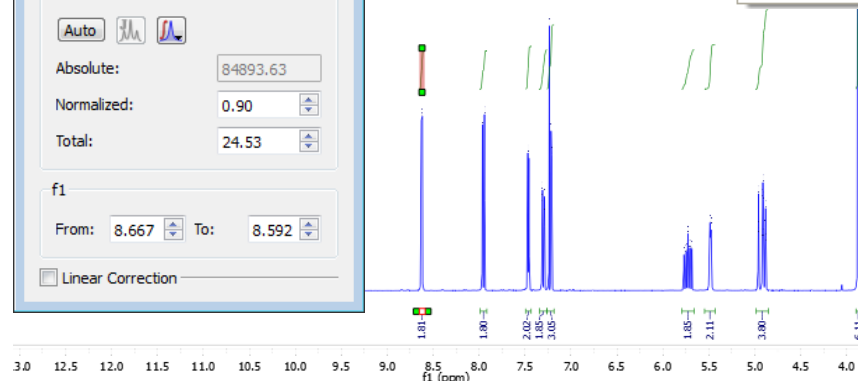 Auto
Absolute: 84893.63
Normalized: 0.90
Total: 24.53
f1
From: 8.667 To: 8.592
Linear Correction
1.81 1.80 2.02 1.85 3.05 1.85 2.11 3.80
3.0 12.5 12.0 11.5 11.0 10.5 10.0 9.5 9.0 8.5 8.0 7.5 7.0 6.5 6.0 5.5 5.0 4.5 4.0
f1 (ppm)